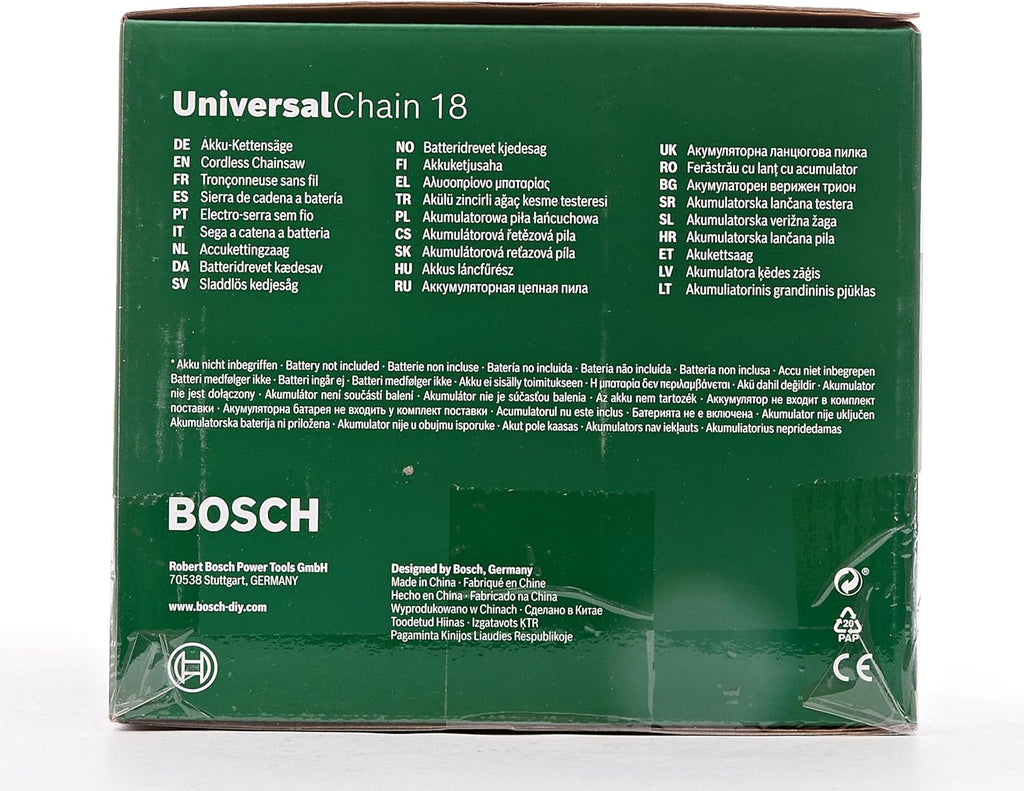 UniversalChain 18
DE Akku-Kettensäge
EN Cordless Chainsaw
FR Tronçonneuse sans fil
ES Sierra de cadena a batería
PT Electro-serra sem fio
IT Sega a catena a batteria
NL Accukettingzaag
DA Batteridrevet kædesav
SV Sladdlös kedjesåg
NO Batteridrevet kjedesag
FI Akkuketjusaha
EL Αλυσοπρίονο μπαταρίας
TR Akülü zincirli ağaç kesme testeresi
PL Akumulatorowa piła łańcuchowa
CS Akumulátorová řetězová pila
SK Akumulátorová reťazová píla
HU Akkus láncfűrész
RU Аккумуляторная цепная пила
UK Акумуляторна ланцюгова пилка
RO Ferăstrău cu lanț cu acumulator
BG Акумулаторен верижен трион
SR Akumulatorska lančana testera
SL Akumulatorska verižna žaga
HR Akumulatorska lančana pila
ET Akukettsaag
LV Akumulatora ķēdes zāģis
LT Akumuliatorinis grandininis pjūklas
* Akku nicht inbegriffen · Battery not included · Batterie non incluse · Batería no incluida · Bateria não incluída · Batteria non inclusa · Accu niet inbegrepen
Batteri medfølger ikke · Batteri ingår ej · Batteri medfølger ikke · Akku ei sisälly toimitukseen · Η μπαταρία δεν περιλαμβάνεται · Akü dahil değildir · Akumulator
nie jest dołączony · Akumulátor není součástí balení · Akumulátor nie je súčasťou balenia · Az akku nem tartozék · Аккумулятор не входит в комплект
поставки · Акумуляторна батарея не входить у комплект поставки · Acumulatorul nu este inclus · Батерията не е включена · Akumulator nije uključen
Akumulatorska baterija ni priložena · Akumulator nije u obujmu isporuke · Akut pole kaasas · Akumulators nav iekļauts · Akumuliatorius nepridedamas
BOSCH
Robert Bosch Power Tools GmbH
70538 Stuttgart, GERMANY
www.bosch-diy.com
Designed by Bosch, Germany
Made in China · Fabriqué en Chine
Hecho en China · Fabricado na China
Wyprodukowano w Chinach · Сделано в Китае
Toodetud Hiinas · Izgatavots ĶTR
Pagaminta Kinijos Liaudies Respublikoje
®
20
PAP
CE